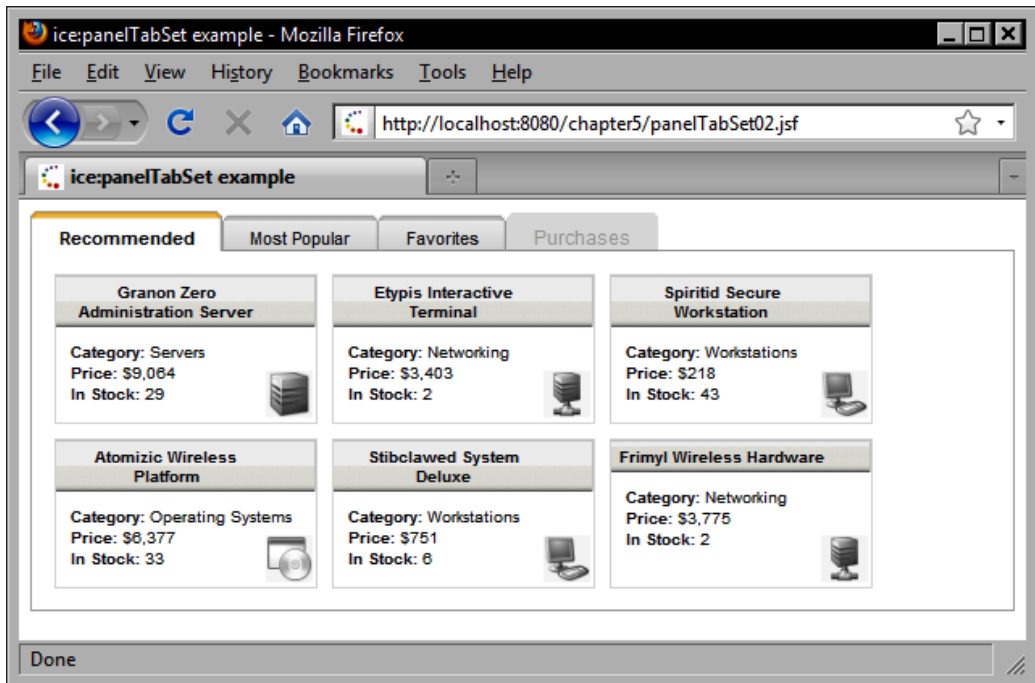 ice:panelTabSet example - Mozilla Firefox
File Edit View History Bookmarks Tools Help
http://localhost:8080/chapter5/panelTabSet02.jsf
ice:panelTabSet example
Recommended Most Popular Favorites Purchases
Granon Zero
Administration Server
Category: Servers
Price: $9,064
In Stock: 29
Etypis Interactive
Terminal
Category: Networking
Price: $3,403
In Stock: 2
Spiritid Secure
Workstation
Category: Workstations
Price: $218
In Stock: 43
Atomizic Wireless
Platform
Category: Operating Systems
Price: $6,377
In Stock: 33
Stibclawed System
Deluxe
Category: Workstations
Price: $751
In Stock: 6
Frimyl Wireless Hardware
Category: Networking
Price: $3,775
In Stock: 2
Done